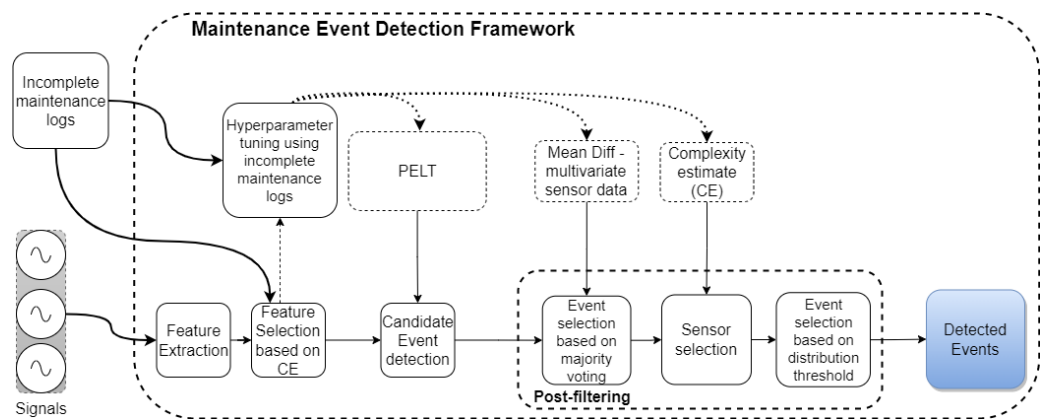 Maintenance Event Detection Framework
Incomplete
maintenance
logs
Hyperparameter
tuning using
incomplete
maintenance
logs
PELT
Mean Diff -
multivariate
sensor data
Complexity
estimate
(CE)
Signals
Feature
Extraction
Feature
Selection
based on
CE
Candidate
Event
detection
Event
selection
based on
majority
voting
Sensor
selection
Event
selection
based on
distribution
threshold
Post-filtering
Detected
Events